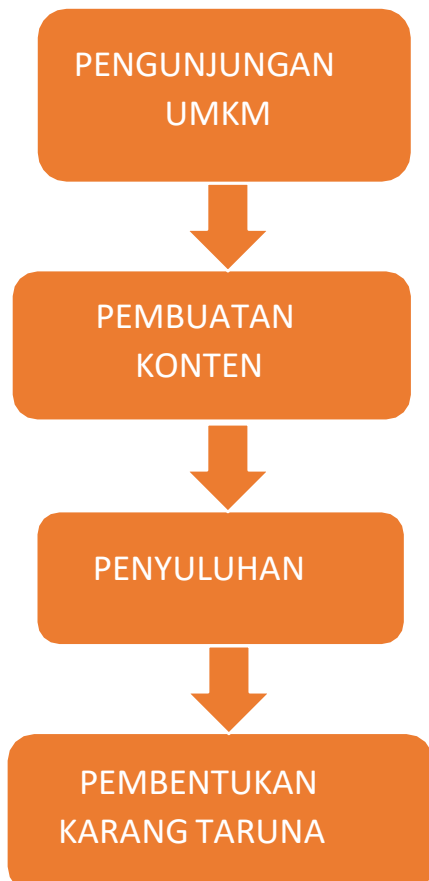 PENGUNJUNGAN
UMKM
PEMBUATAN
KONTEN
PENYULUHAN
PEMBENTUKAN
KARANG TARUNA